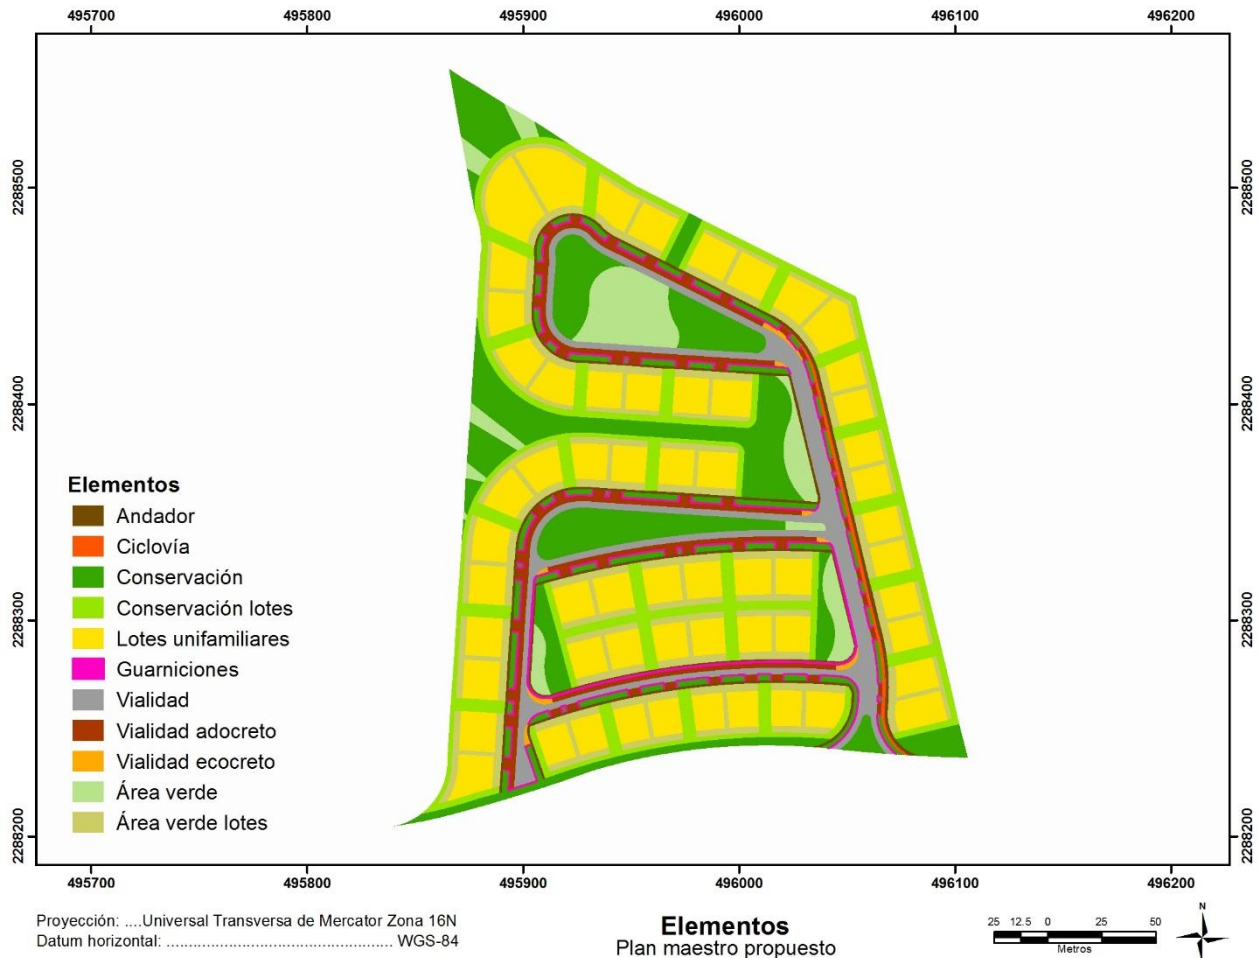 495700 495800 495900 496000 496100 496200
2288500 2288500
2288400 2288400
2288300 2288300
2288200 2288200
Elementos
Andador
Ciclovía
Conservación
Conservación lotes
Lotes unifamiliares
Guarniciones
Vialidad
Vialidad adocreto
Vialidad ecocreto
Área verde
Área verde lotes
495700 495800 495900 496000 496100 496200
Proyección: ....Universal Transversa de Mercator Zona 16N
Datum horizontal: .................................................... WGS-84
Elementos
Plan maestro propuesto
25 12.5 0 25 50
Metros
N